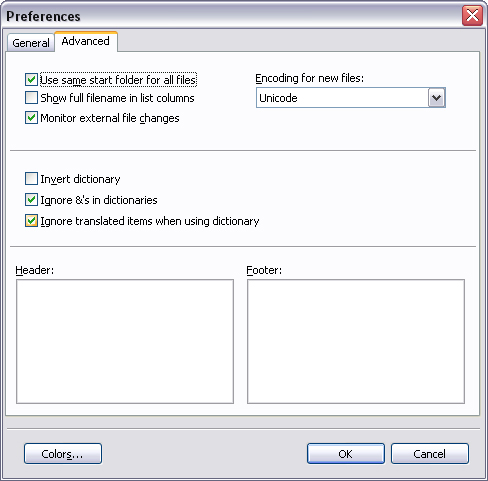 Preferences
General Advanced
Use same start folder for all files
Encoding for new files:
Show full filename in list columns
Unicode
Monitor external file changes
Invert dictionary
Ignore &'s in dictionaries
Ignore translated items when using dictionary
Header: Footer:
Colors... OK Cancel